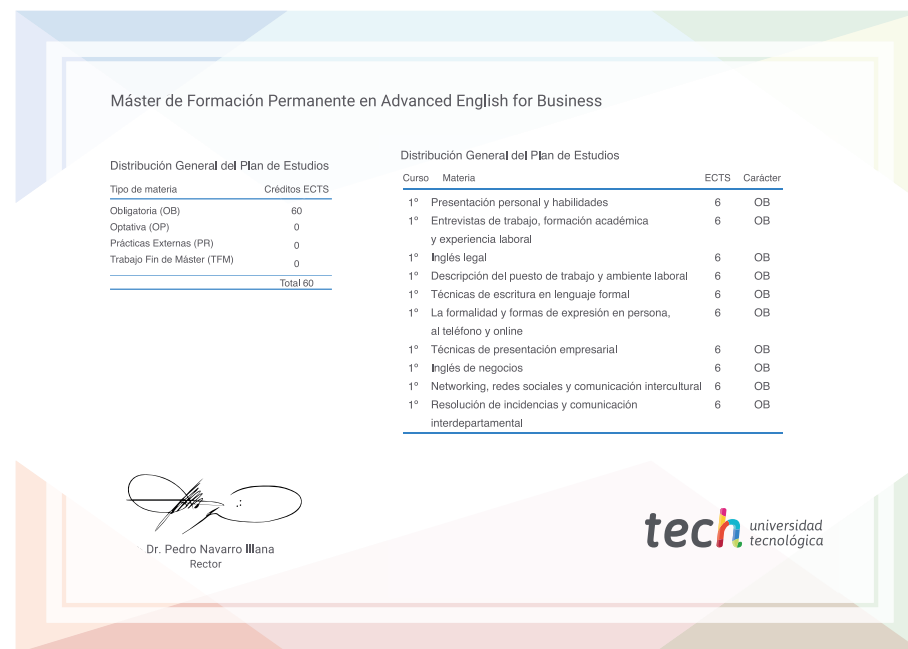 Máster de Formación Permanente en Advanced English for Business
Distribución General del Plan de Estudios
Tipo de materia Créditos ECTS
Obligatoria (OB) 60
Optativa (OP) 0
Prácticas Externas (PR) 0
Trabajo Fin de Máster (TFM) 0
Total 60
Distribución General del Plan de Estudios
Curso Materia ECTS Carácter
1º Presentación personal y habilidades 6 OB
1º Entrevistas de trabajo, formación académica 6 OB
y experiencia laboral
1º Inglés legal 6 OB
1º Descripción del puesto de trabajo y ambiente laboral 6 OB
1º Técnicas de escritura en lenguaje formal 6 OB
1º La formalidad y formas de expresión en persona, 6 OB
al teléfono y online
1º Técnicas de presentación empresarial 6 OB
1º Inglés de negocios 6 OB
1º Networking, redes sociales y comunicación intercultural 6 OB
1º Resolución de incidencias y comunicación 6 OB
interdepartamental
Dr. Pedro Navarro Illana
Rector
tech universidad
tecnológica